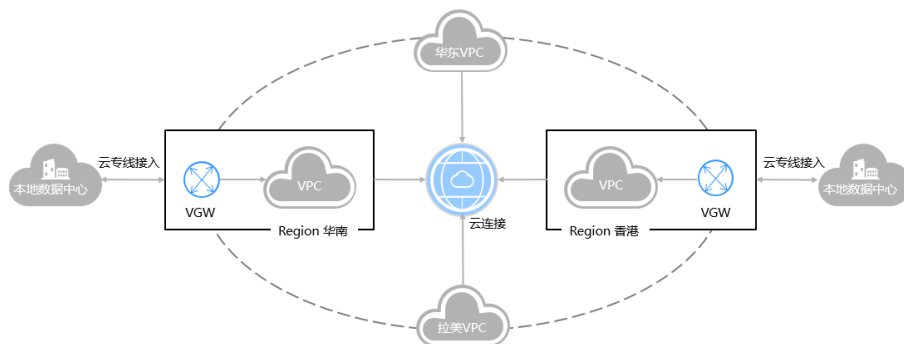 华东VPC
云专线接入
云专线接入
本地数据中心
VPC
VPC
本地数据中心
VGW
VGW
云连接
Region 华南
Region 香港
拉美VPC